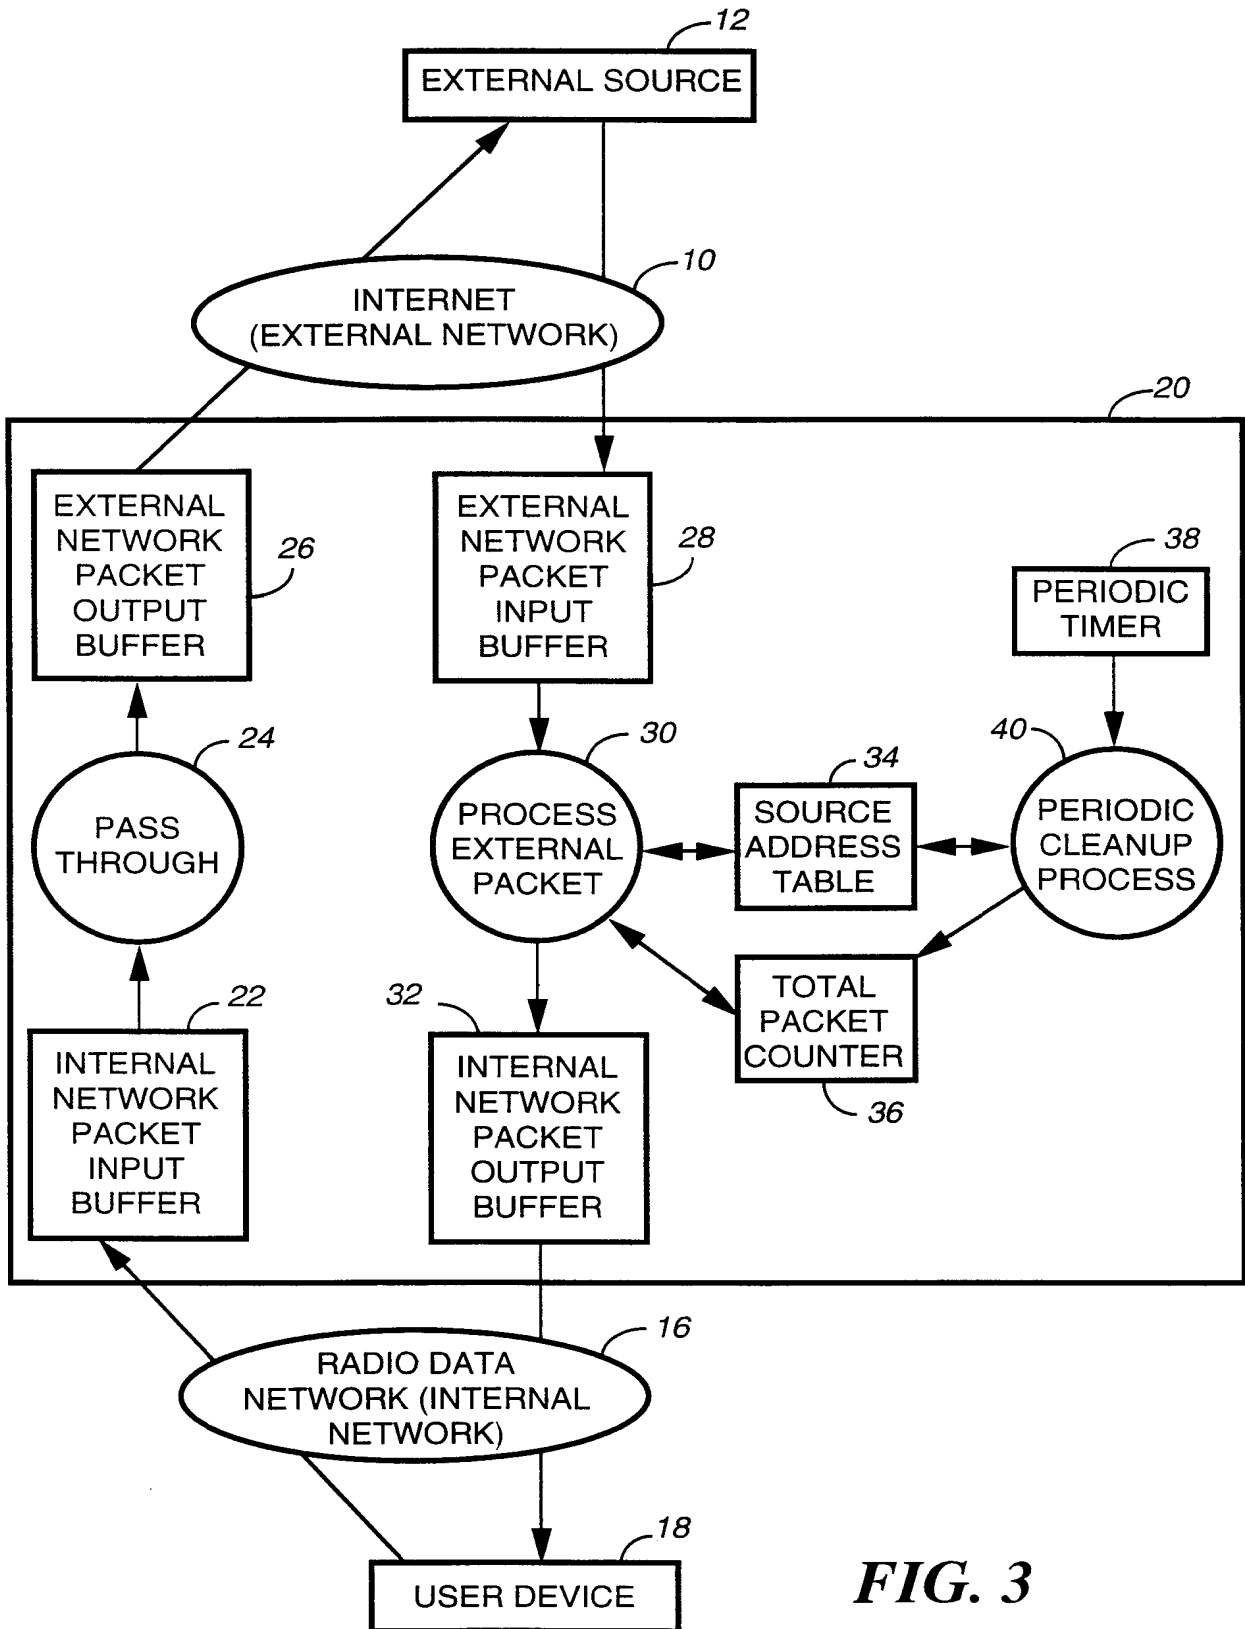 12
EXTERNAL SOURCE
10
INTERNET
(EXTERNAL NETWORK)
20
EXTERNAL
NETWORK
PACKET
OUTPUT
BUFFER
26
EXTERNAL
NETWORK
PACKET
INPUT
BUFFER
28
38
PERIODIC
TIMER
24
PASS
THROUGH
30
PROCESS
EXTERNAL
PACKET
34
SOURCE
ADDRESS
TABLE
40
PERIODIC
CLEANUP
PROCESS
22
INTERNAL
NETWORK
PACKET
INPUT
BUFFER
32
INTERNAL
NETWORK
PACKET
OUTPUT
BUFFER
TOTAL
PACKET
COUNTER
36
16
RADIO DATA
NETWORK (INTERNAL
NETWORK)
18
USER DEVICE
FIG. 3